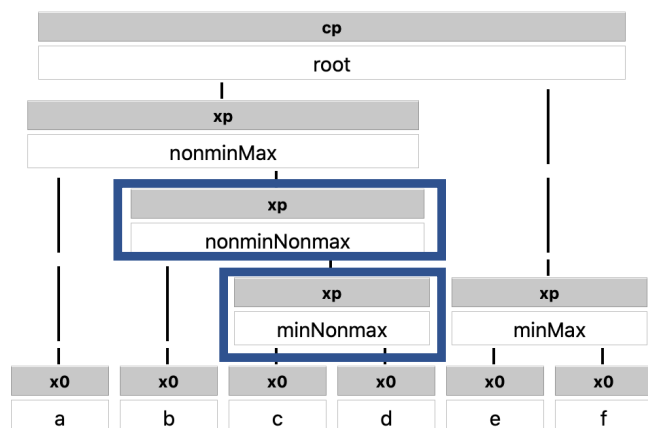 cp
root
xp
nonminMax
xp
nonminNonmax
xp xp
minNonmax minMax
x0 x0 x0 x0 x0 x0
a b c d e f